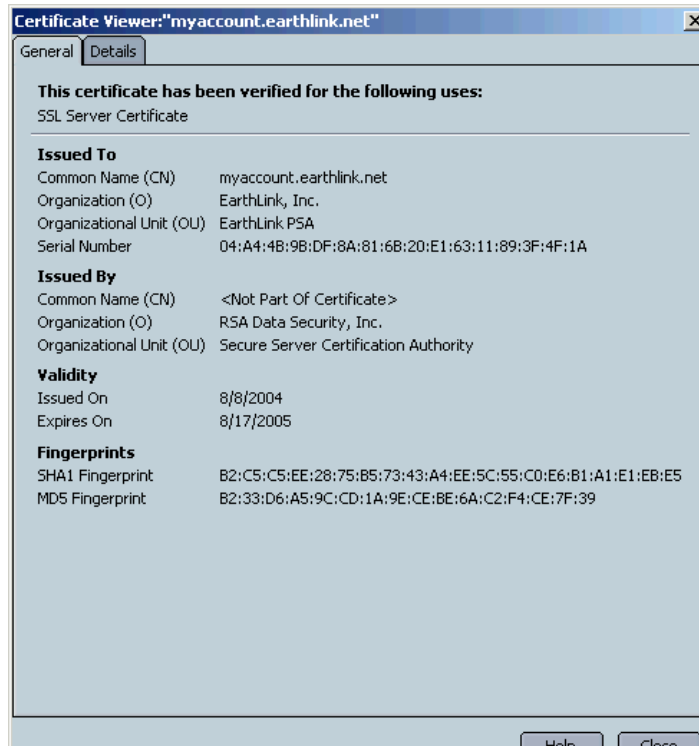 Certificate Viewer:"myaccount.earthlink.net"
General Details
This certificate has been verified for the following uses:
SSL Server Certificate
Issued To
Common Name (CN) myaccount.earthlink.net
Organization (O) EarthLink, Inc.
Organizational Unit (OU) EarthLink PSA
Serial Number 04:A4:4B:9B:DF:8A:81:6B:20:E1:63:11:89:3F:4F:1A
Issued By
Common Name (CN) <Not Part Of Certificate>
Organization (O) RSA Data Security, Inc.
Organizational Unit (OU) Secure Server Certification Authority
Validity
Issued On 8/8/2004
Expires On 8/17/2005
Fingerprints
SHA1 Fingerprint B2:C5:C5:EE:28:75:B5:73:43:A4:EE:5C:55:C0:E6:B1:A1:E1:EB:E5
MD5 Fingerprint B2:33:D6:A5:9C:CD:1A:9E:CE:BE:6A:C2:F4:CE:7F:39
Help Close